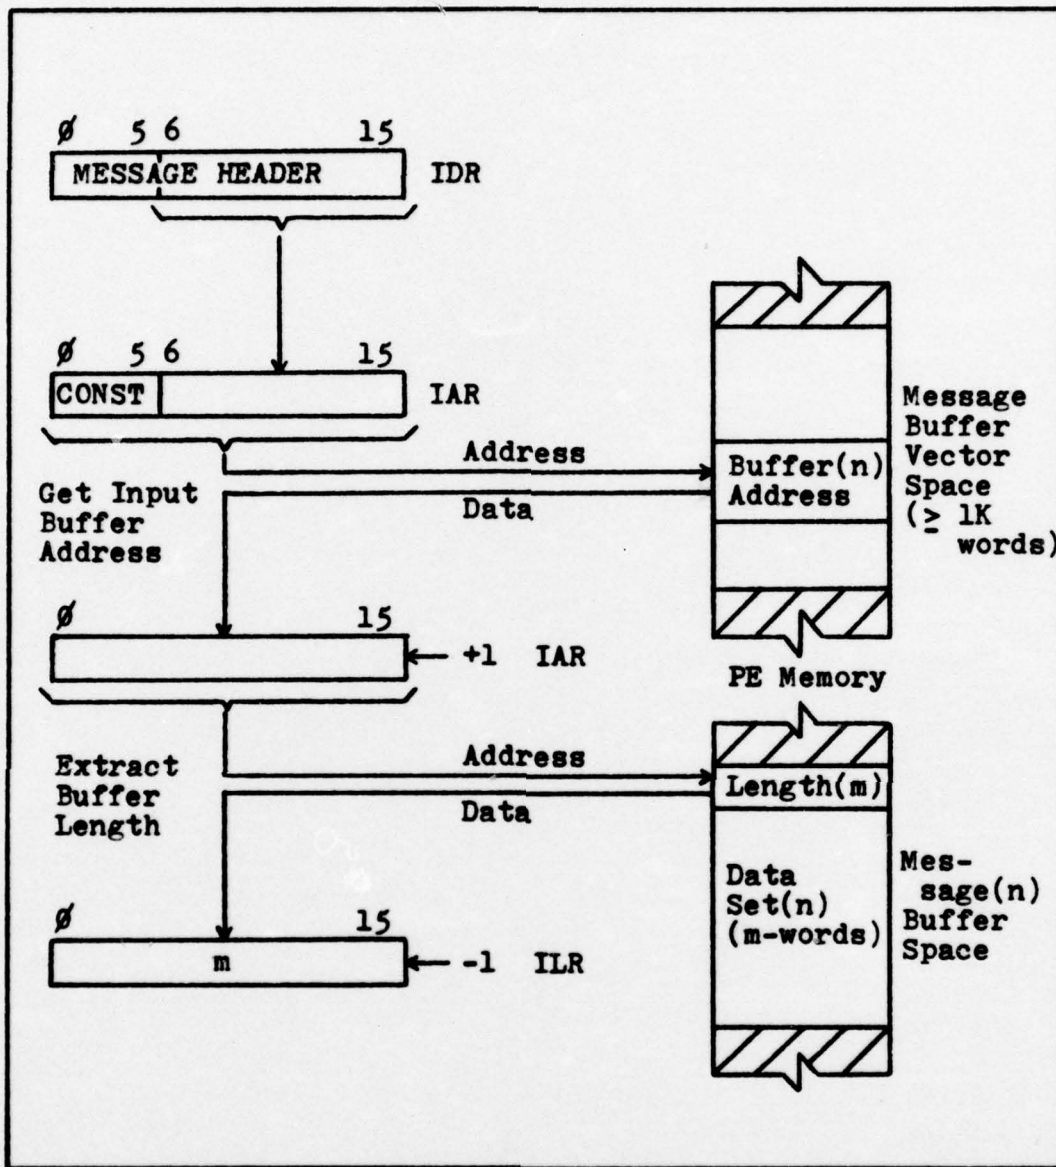 Ø 5 6 15
MESSAGE HEADER IDR
Ø 5 6 15
CONST IAR
Get Input
Buffer
Address
Address
Data
Buffer(n)
Address
Message
Buffer
Vector
Space
(≥ 1K
words)
Ø 15
+1 IAR
PE Memory
Extract
Buffer
Length
Address
Data
Length(m)
Data
Set(n)
(m-words)
Mes-
sage(n)
Buffer
Space
Ø 15
m -1 ILR